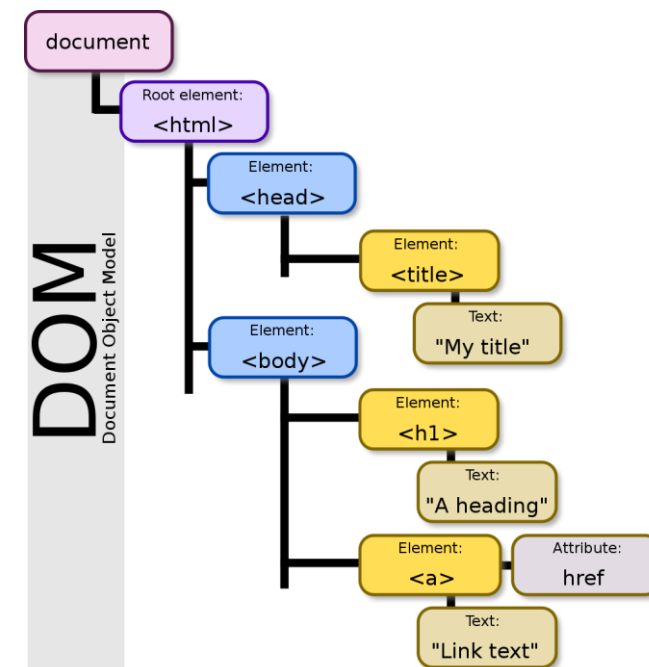 document
Root element:
<html>
Element:
<head>
Element:
<title>
Text:
"My title"
Element:
<body>
Element:
<h1>
Text:
"A heading"
Element:
<a>
Attribute:
href
Text:
"Link text"
DOM
Document Object Model